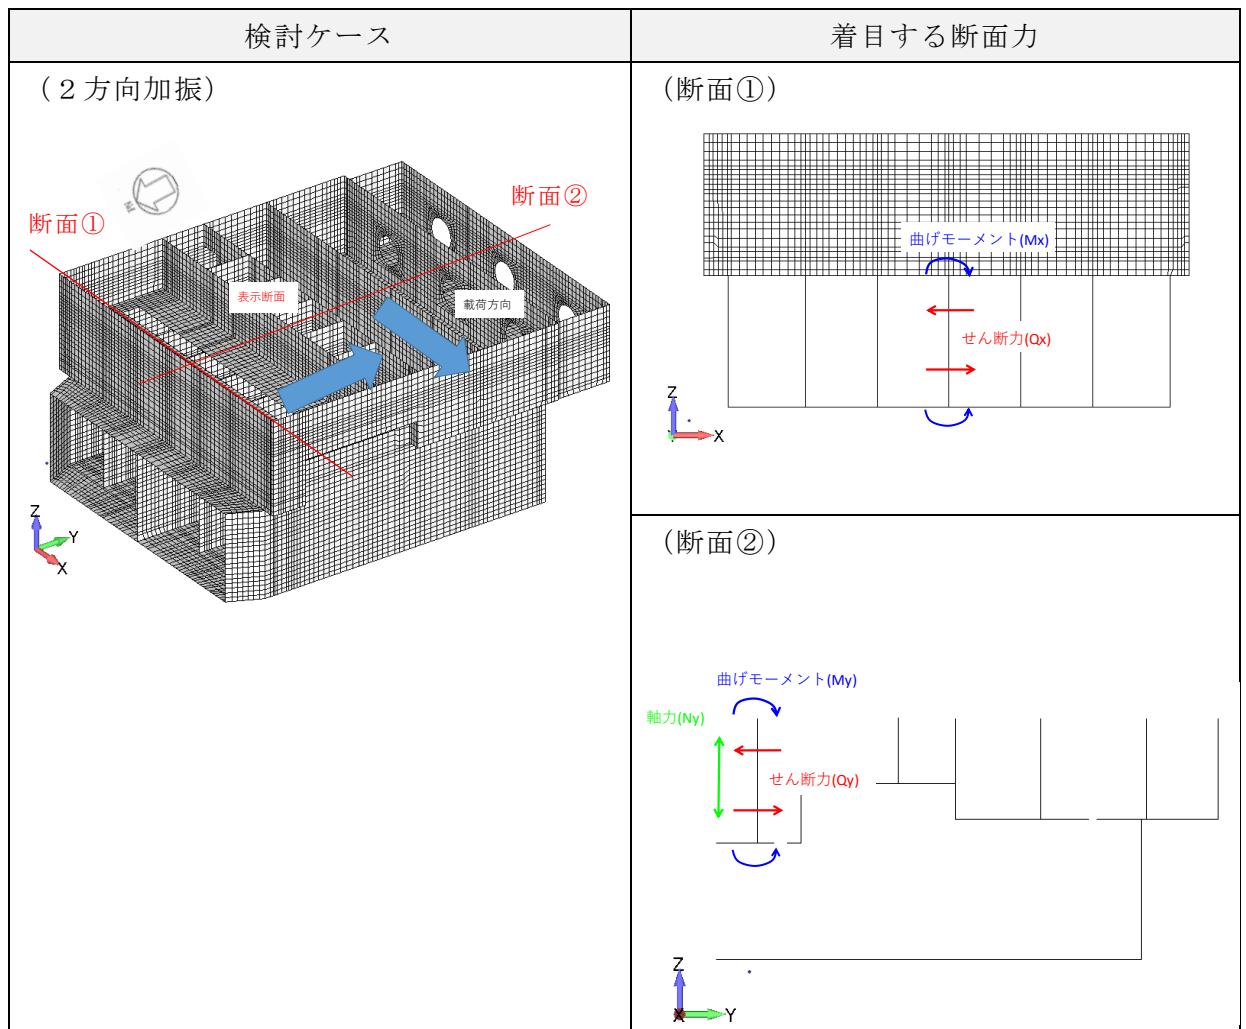 検討ケース
着目する断面力
（２方向加振）
断面①
断面②
表示断面
載荷方向
Z
Y
X
（断面①）
曲げモーメント(Mx)
せん断力(Qx)
Z
X
（断面②）
曲げモーメント(My)
軸力(Ny)
せん断力(Qy)
Z
X
Y